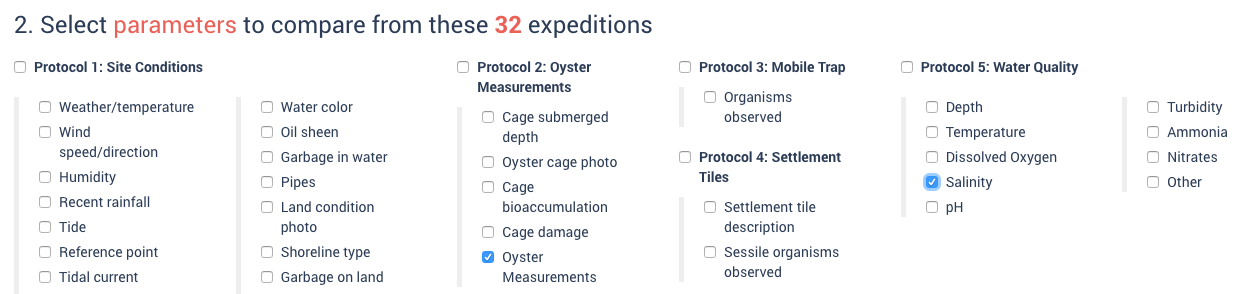 2. Select parameters to compare from these 32 expeditions
Protocol 1: Site Conditions
Weather/temperature
Wind
speed/direction
Humidity
Recent rainfall
Tide
Reference point
Tidal current
Water color
Oil sheen
Garbage in water
Pipes
Land condition
photo
Shoreline type
Garbage on land
Protocol 2: Oyster
Measurements
Cage submerged
depth
Oyster cage photo
Cage
bioaccumulation
Cage damage
Oyster
Measurements
Protocol 3: Mobile Trap
Organisms
observed
Protocol 4: Settlement
Tiles
Settlement tile
description
Sessile organisms
observed
Protocol 5: Water Quality
Depth
Temperature
Dissolved Oxygen
Salinity
pH
Turbidity
Ammonia
Nitrates
Other